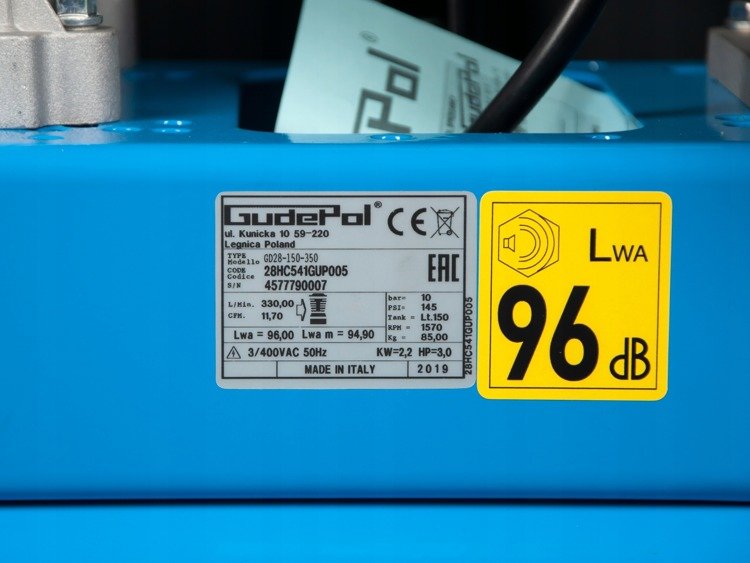 Pol®
GudePol
GudePol®
CE
ul. Kunicka 10 59-220
Legnica Poland
TYPE
Modello GD28-150-350
CODE
Codice 28HC541GUP005
S/N 4577790007
EAC
L/Min. 330,00
CFM. 11,70
bar= 10
PSI= 145
Tank = Lt.150
RPM = 1570
Kg = 85,00
Lwa = 96,00 Lwa m = 94,90
3/400VAC 50Hz KW=2,2 HP=3,0
MADE IN ITALY 2019
28HC541GUP005
LWA
96 dB